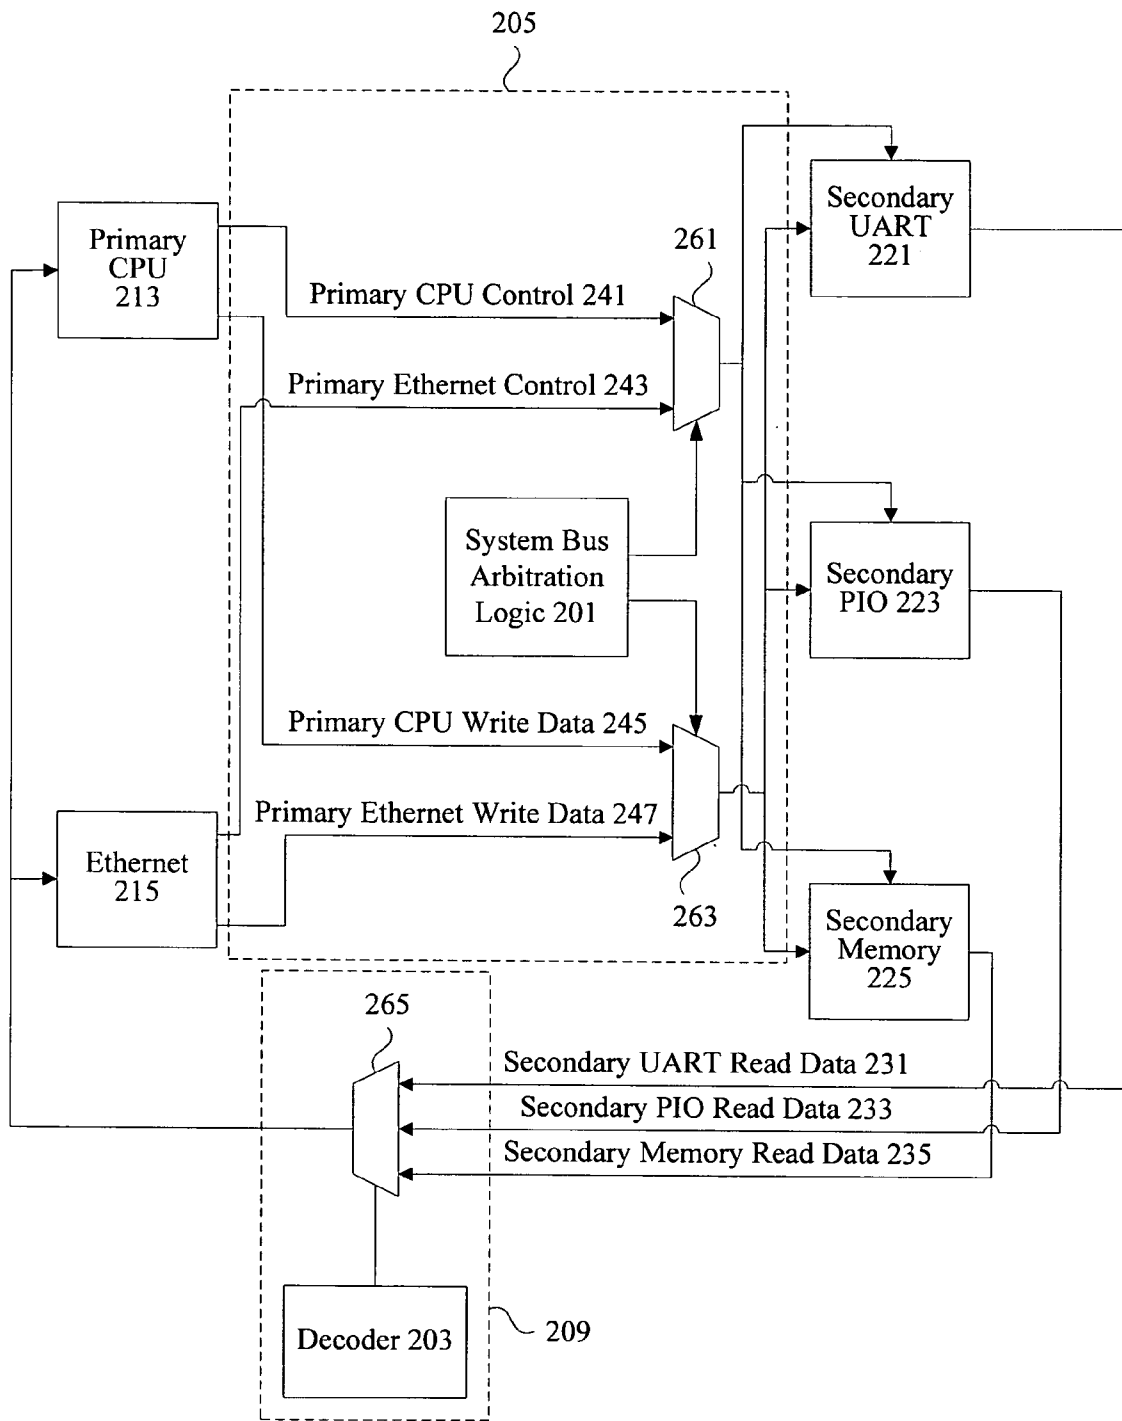 205
Primary
CPU
213
Secondary
UART
221
261
Primary CPU Control 241
Primary Ethernet Control 243
System Bus
Arbitration
Logic 201
Secondary
PIO 223
Primary CPU Write Data 245
Primary Ethernet Write Data 247
Ethernet
215
263
Secondary
Memory
225
265
Secondary UART Read Data 231
Secondary PIO Read Data 233
Secondary Memory Read Data 235
Decoder 203
209